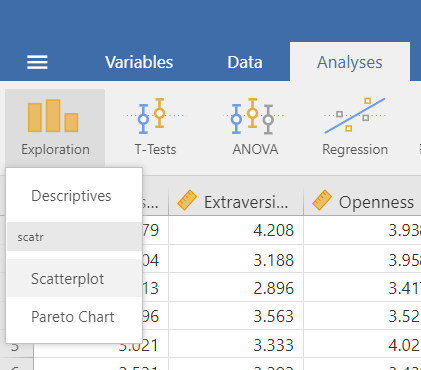 Variables Data Analyses
Exploration T-Tests ANOVA Regression
Descriptives
s... Extraversi... Openness
scatr
79 4.208 3.938
04 3.188 3.958
Scatterplot
13 2.896 3.417
Pareto Chart
96 3.563 3.52
5 3.021 3.333 4.02